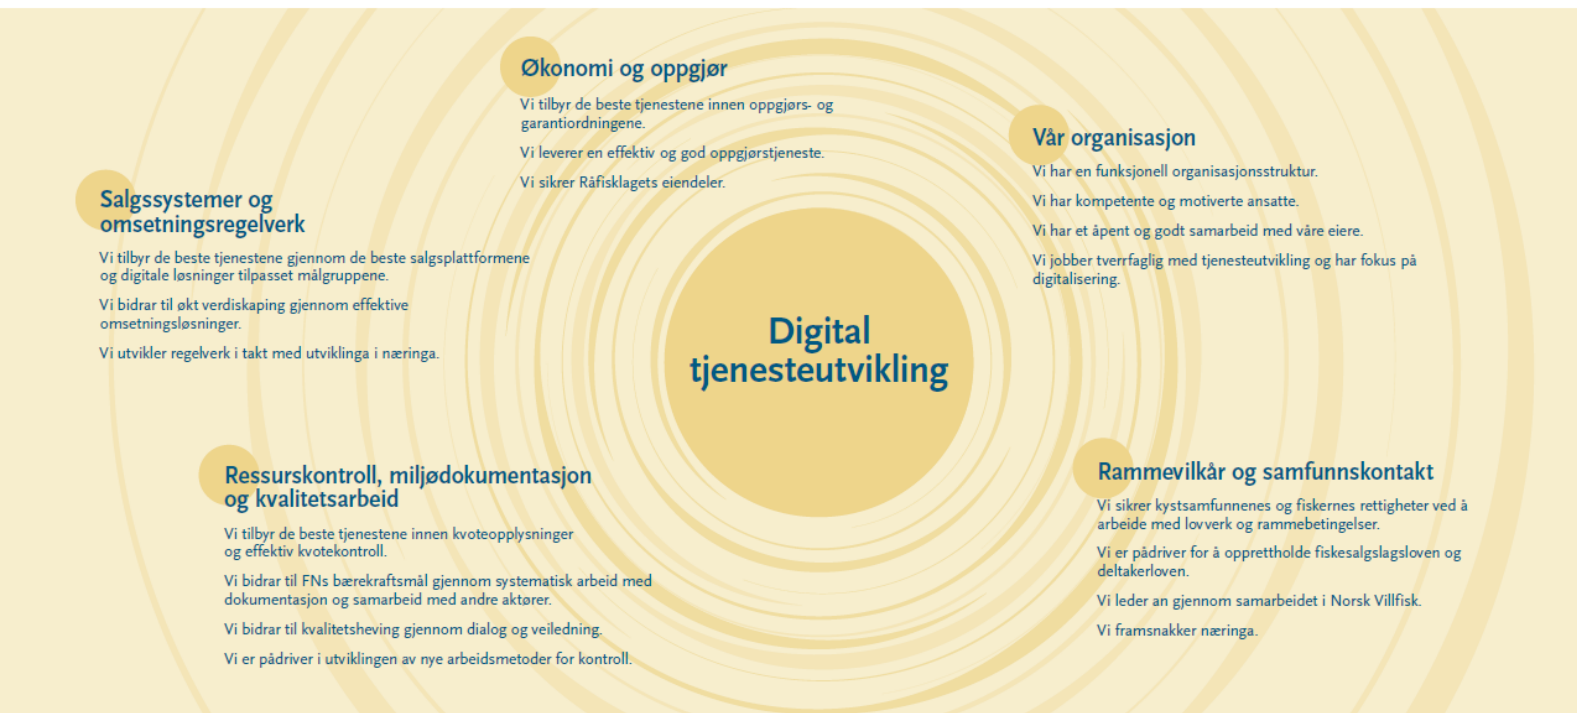 Økonomi og oppgjør
Vi tilbyr de beste tjenestene innen oppgjørs- og
garantiordningene.
Vi leverer en effektiv og god oppgjørstjeneste.
Vi sikrer Råfisklagets eiendeler.
Vår organisasjon
Vi har en funksjonell organisasjonsstruktur.
Vi har kompetente og motiverte ansatte.
Vi har et åpent og godt samarbeid med våre eiere.
Vi jobber tverrfaglig med tjenesteutvikling og har fokus på
digitalisering.
Salgssystemer og
omsetningsregelverk
Vi tilbyr de beste tjenestene gjennom de beste salgsplattformene
og digitale løsninger tilpasset målgruppene.
Vi bidrar til økt verdiskaping gjennom effektive
omsetningsløsninger.
Vi utvikler regelverk i takt med utviklinga i næringa.
Digital
tjenesteutvikling
Ressurskontroll, miljødokumentasjon
og kvalitetsarbeid
Vi tilbyr de beste tjenestene innen kvoteopplysninger
og effektiv kvotekontroll.
Vi bidrar til FNs bærekraftsmål gjennom systematisk arbeid med
dokumentasjon og samarbeid med andre aktører.
Vi bidrar til kvalitetsheving gjennom dialog og veiledning.
Vi er pådriver i utviklingen av nye arbeidsmetoder for kontroll.
Rammevilkår og samfunnskontakt
Vi sikrer kystsamfunnenes og fiskernes rettigheter ved å
arbeide med lovverk og rammebetingelser.
Vi er pådriver for å opprettholde fiskesalgslagsloven og
deltakerloven.
Vi leder an gjennom samarbeidet i Norsk Villfisk.
Vi framsnakker næringa.